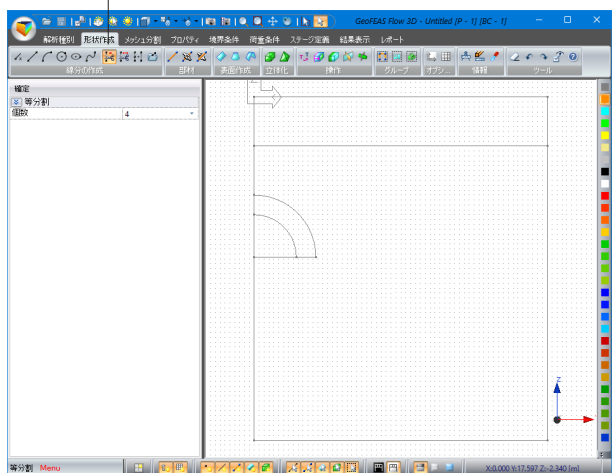 GeoFEAS Flow 3D - Untitled [P - 1] [BC - 1]
解析種別 形状作成 メッシュ分割 プロパティ 境界条件 荷重条件 ステージ定義 結果表示 レポート
線分の作成 部材 表面作成 立体化 操作 グループ オプシ... 情報 ツール
確定
等分割
個数 4
Z
等分割 Menu
X:0.000 Y:17.597 Z:-2.340 [m]